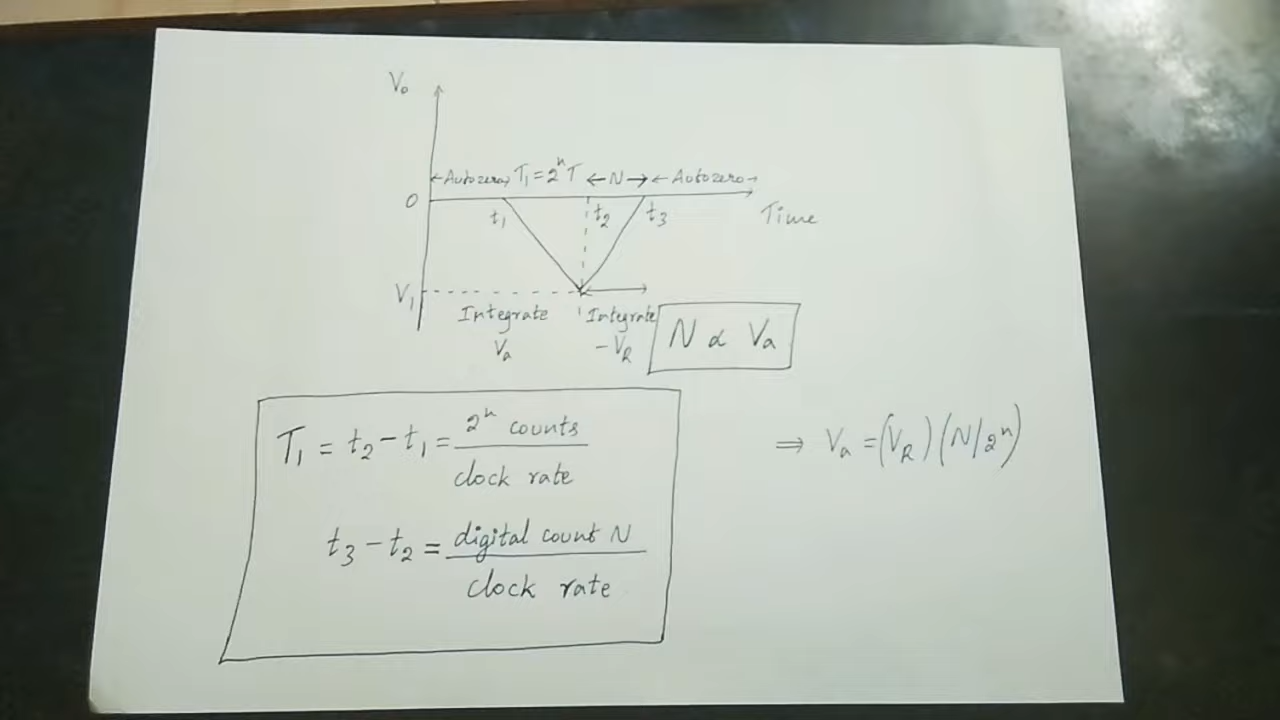 V₀
←Autozero→ T₁ = 2ⁿT ←N→ ←Autozero→
0
t₁ t₂ t₃ Time
V₁
Integrate Integrate
Vₐ −V_R
N ∝ Vₐ
T₁ = t₂ − t₁ = 2ⁿ counts / clock rate
t₃ − t₂ = digital count N / clock rate
⇒ Vₐ = (V_R)(N/2ⁿ)